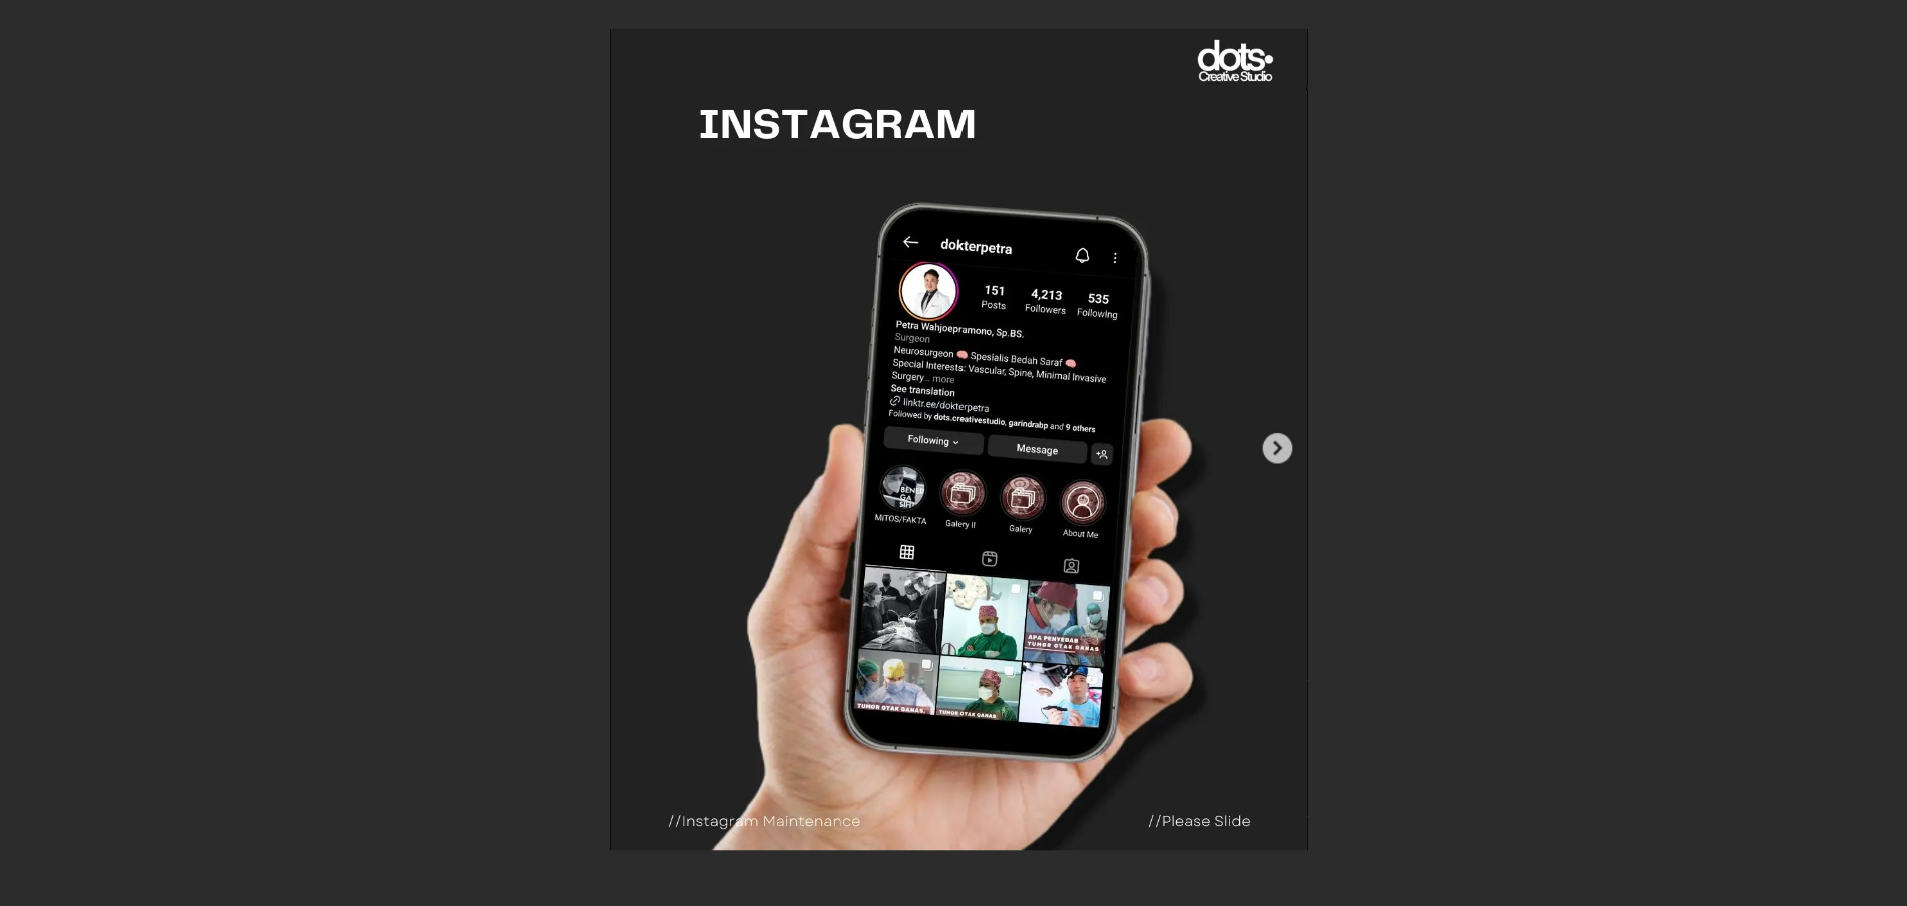 dots.
Creative Studio
INSTAGRAM
dokterpetra
151
Posts
4,213
Followers
535
Following
Petra Wahjoepramono, Sp.BS.
Surgeon
Neurosurgeon 🧠 Spesialis Bedah Saraf 🧠
Special Interests: Vascular, Spine, Minimal Invasive
Surgery... more
See translation
linktr.ee/dokterpetra
Followed by dots.creativestudio, garindrabp and 9 others
Following
Message
BENER
GA
SIH
MITOS/FAKTA
Galery II
Galery
About Me
APA PENYEBAB
TUMOR OTAK GANAS
TUMOR OTAK GANAS,
TUMOR OTAK GANAS
//Instagram Maintenance
//Please Slide